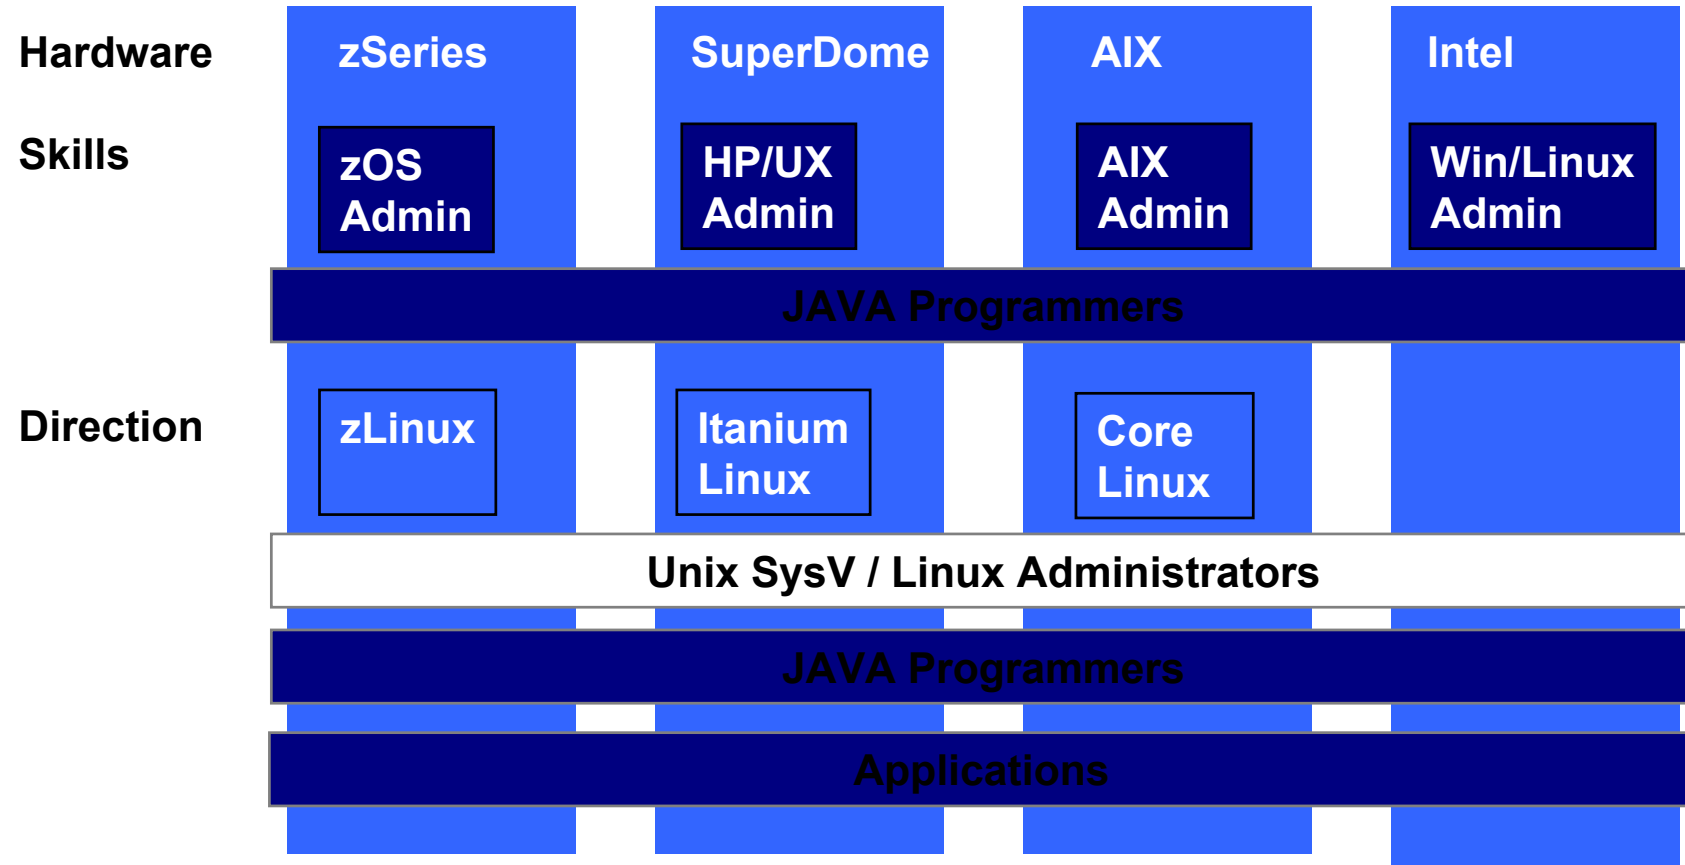 Hardware zSeries SuperDome AIX Intel
Skills
zOS
Admin
HP/UX
Admin
AIX
Admin
Win/Linux
Admin
JAVA Programmers
Direction
zLinux
Itanium
Linux
Core
Linux
Unix SysV / Linux Administrators
JAVA Programmers
Applications